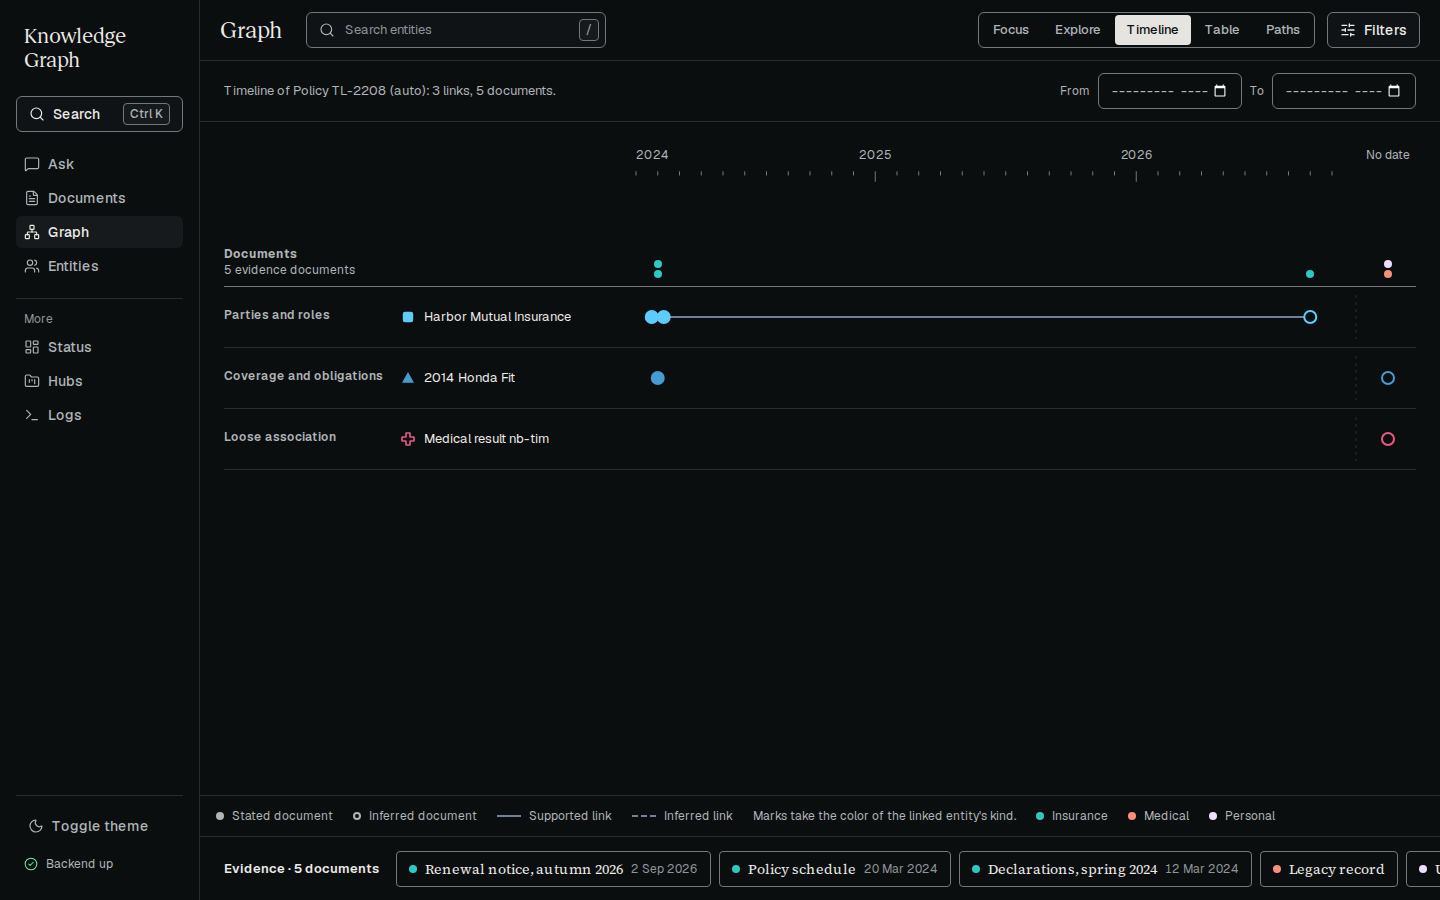 Knowledge
Graph
Search Ctrl K
Ask
Documents
Graph
Entities
More
Status
Hubs
Logs
Toggle theme
Backend up
Graph
Search entities /
Focus Explore Timeline Table Paths
Filters
Timeline of Policy TL-2208 (auto): 3 links, 5 documents.
From --------- ---- To --------- ----
2024 2025 2026 No date
Documents
5 evidence documents
Parties and roles Harbor Mutual Insurance
Coverage and obligations 2014 Honda Fit
Loose association Medical result nb-tim
Stated document Inferred document Supported link Inferred link Marks take the color of the linked entity's kind. Insurance Medical Personal
Evidence · 5 documents Renewal notice, autumn 2026 2 Sep 2026 Policy schedule 20 Mar 2024 Declarations, spring 2024 12 Mar 2024 Legacy record